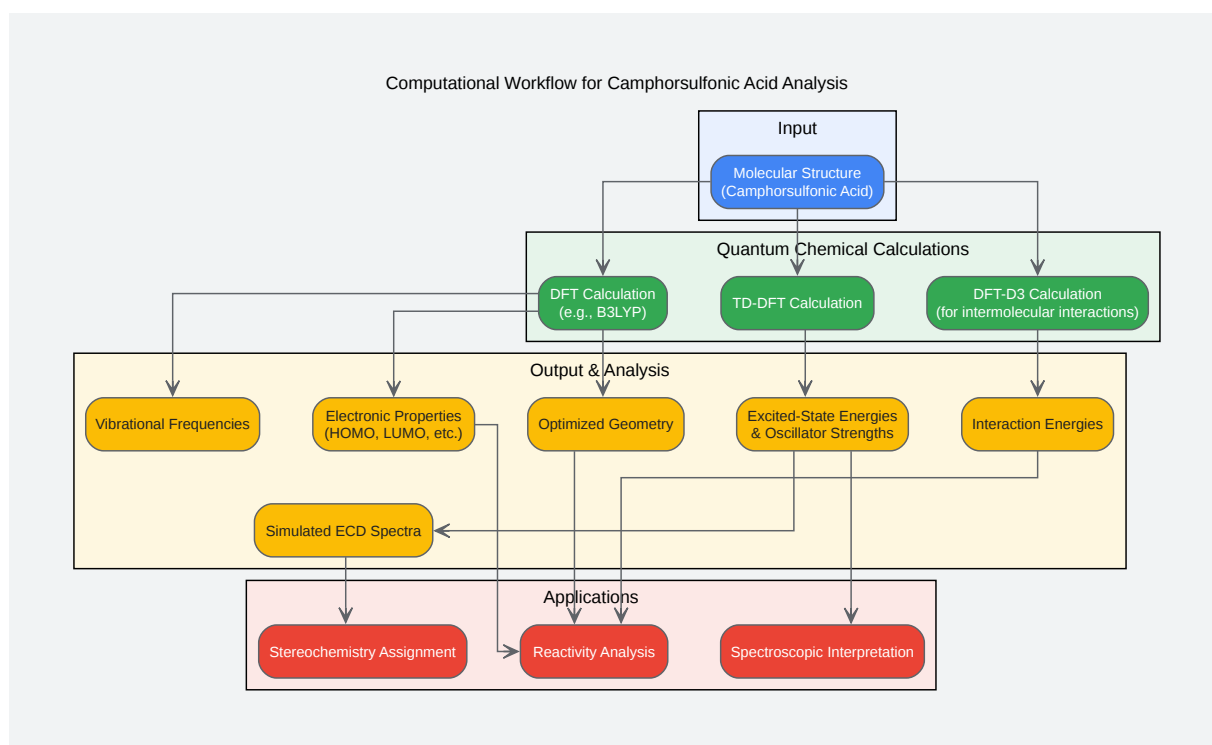 Computational Workflow for Camphorsulfonic Acid Analysis
Input
Molecular Structure
(Camphorsulfonic Acid)
Quantum Chemical Calculations
DFT Calculation
(e.g., B3LYP)
TD-DFT Calculation
DFT-D3 Calculation
(for intermolecular interactions)
Output & Analysis
Vibrational Frequencies
Electronic Properties
(HOMO, LUMO, etc.)
Optimized Geometry
Excited-State Energies
& Oscillator Strengths
Interaction Energies
Simulated ECD Spectra
Applications
Stereochemistry Assignment
Reactivity Analysis
Spectroscopic Interpretation